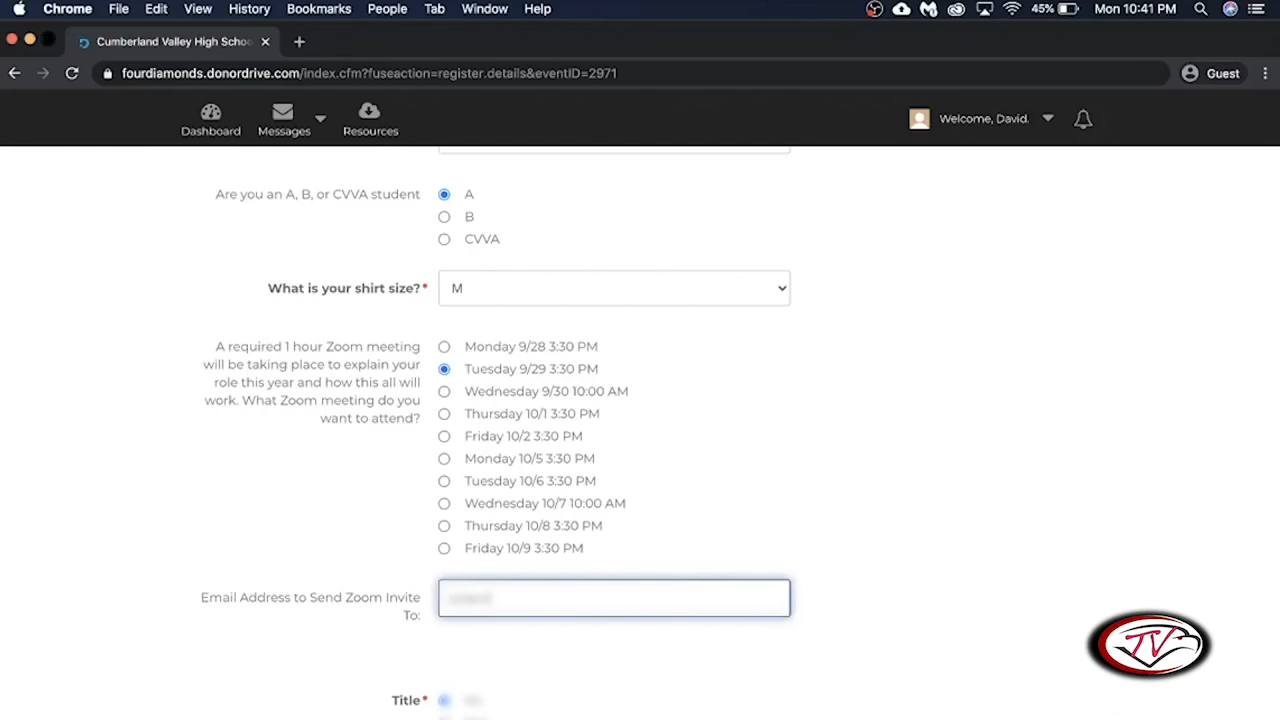 Chrome File Edit View History Bookmarks People Tab Window Help 45% Mon 10:41 PM
Cumberland Valley High Schoo
fourdiamonds.donordrive.com/index.cfm?fuseaction=register.details&eventID=2971 Guest
Dashboard Messages Resources Welcome, David.
Are you an A, B, or CVVA student A
B
CVVA
What is your shirt size?* M
A required 1 hour Zoom meeting
will be taking place to explain your
role this year and how this all will
work. What Zoom meeting do you
want to attend?
Monday 9/28 3:30 PM
Tuesday 9/29 3:30 PM
Wednesday 9/30 10:00 AM
Thursday 10/1 3:30 PM
Friday 10/2 3:30 PM
Monday 10/5 3:30 PM
Tuesday 10/6 3:30 PM
Wednesday 10/7 10:00 AM
Thursday 10/8 3:30 PM
Friday 10/9 3:30 PM
Email Address to Send Zoom Invite
To:
TV
Title*